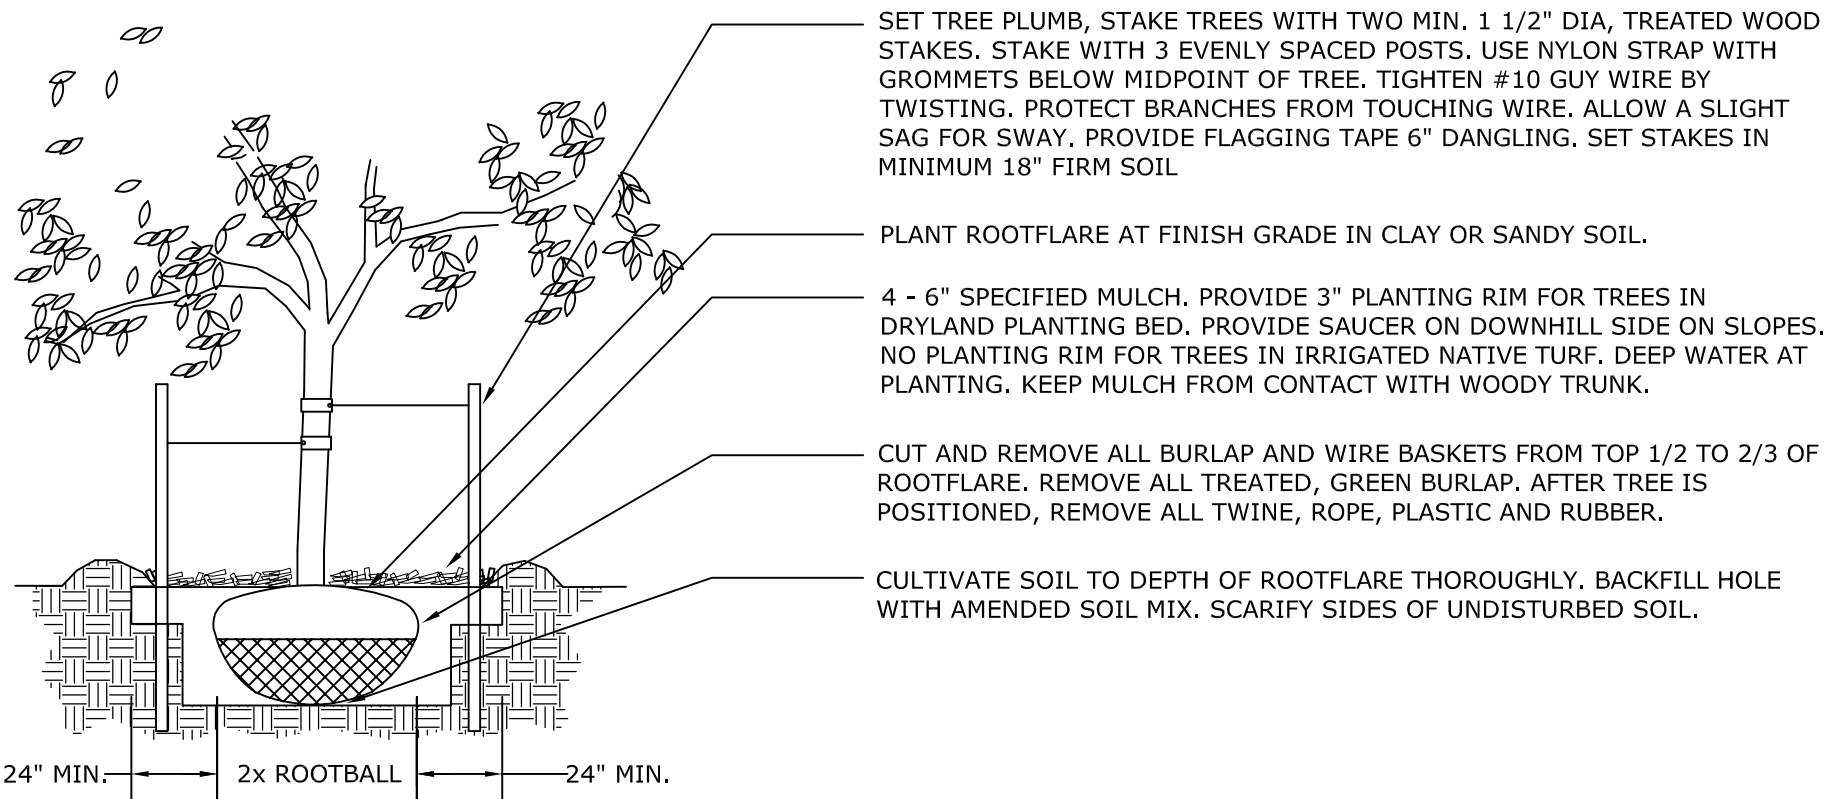 SET TREE PLUMB, STAKE TREES WITH TWO MIN. 1 1/2" DIA, TREATED WOOD
STAKES. STAKE WITH 3 EVENLY SPACED POSTS. USE NYLON STRAP WITH
GROMMETS BELOW MIDPOINT OF TREE. TIGHTEN #10 GUY WIRE BY
TWISTING. PROTECT BRANCHES FROM TOUCHING WIRE. ALLOW A SLIGHT
SAG FOR SWAY. PROVIDE FLAGGING TAPE 6" DANGLING. SET STAKES IN
MINIMUM 18" FIRM SOIL
PLANT ROOTFLARE AT FINISH GRADE IN CLAY OR SANDY SOIL.
4 - 6" SPECIFIED MULCH. PROVIDE 3" PLANTING RIM FOR TREES IN
DRYLAND PLANTING BED. PROVIDE SAUCER ON DOWNHILL SIDE ON SLOPES.
NO PLANTING RIM FOR TREES IN IRRIGATED NATIVE TURF. DEEP WATER AT
PLANTING. KEEP MULCH FROM CONTACT WITH WOODY TRUNK.
CUT AND REMOVE ALL BURLAP AND WIRE BASKETS FROM TOP 1/2 TO 2/3 OF
ROOTFLARE. REMOVE ALL TREATED, GREEN BURLAP. AFTER TREE IS
POSITIONED, REMOVE ALL TWINE, ROPE, PLASTIC AND RUBBER.
CULTIVATE SOIL TO DEPTH OF ROOTFLARE THOROUGHLY. BACKFILL HOLE
WITH AMENDED SOIL MIX. SCARIFY SIDES OF UNDISTURBED SOIL.
24" MIN. 2x ROOTBALL 24" MIN.